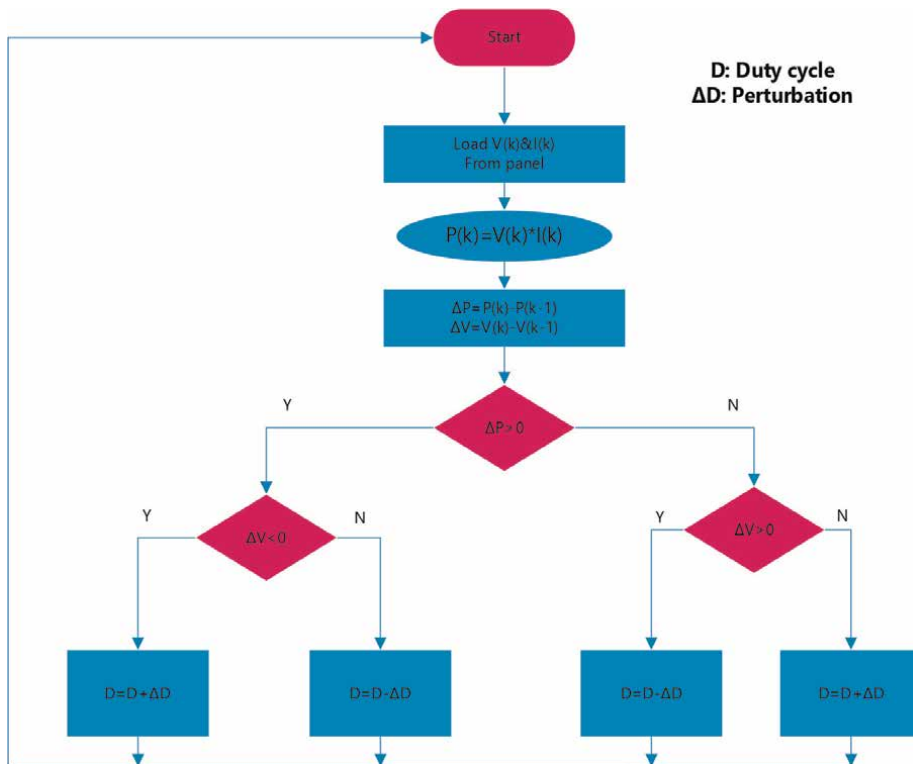 Start
D: Duty cycle
ΔD: Perturbation
Load V(k)&I(k)
From panel
P(k)=V(k)*I(k)
ΔP=P(k)-P(k-1)
ΔV=V(k)-V(k-1)
Y
N
ΔP>0
Y
N
Y
N
ΔV<0
ΔV>0
D=D+ΔD
D=D-ΔD
D=D-ΔD
D=D+ΔD